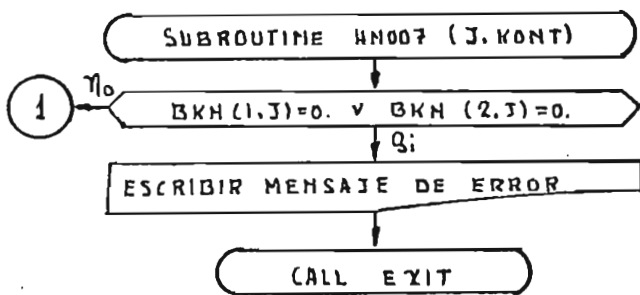 SUBROUTINE HN007 (J.KONT)
no
1
BKH(1,J)=0. v BKH (2,J)=0.
Si
ESCRIBIR MENSAJE DE ERROR
CALL EXIT